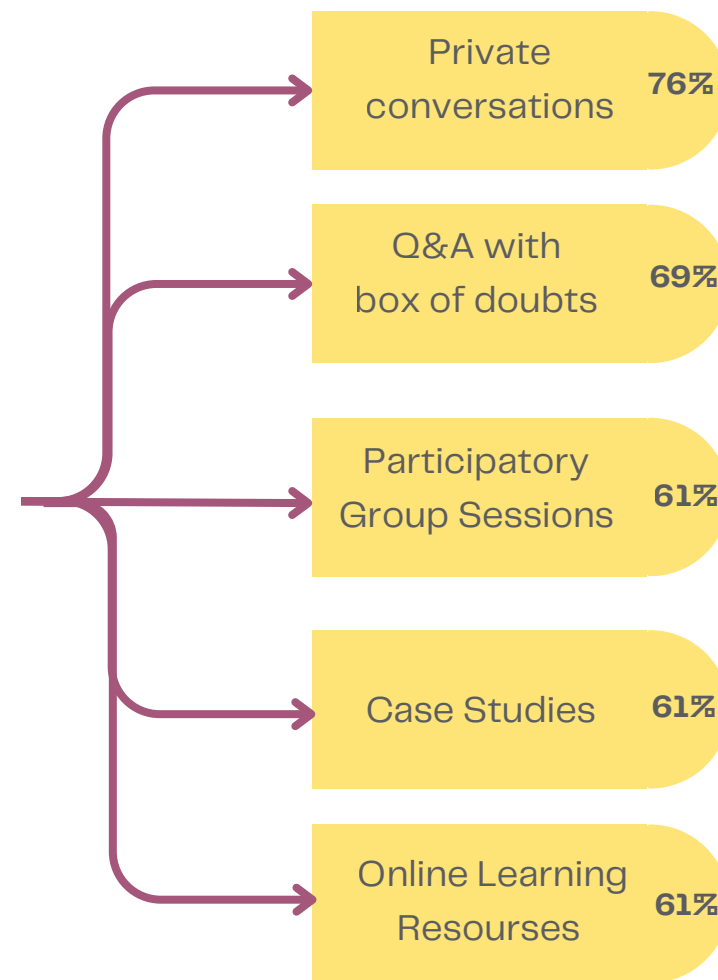 Private
conversations
76%
Q&A with
box of doubts
69%
Participatory
Group Sessions
61%
Case Studies
61%
Online Learning
Resourses
61%